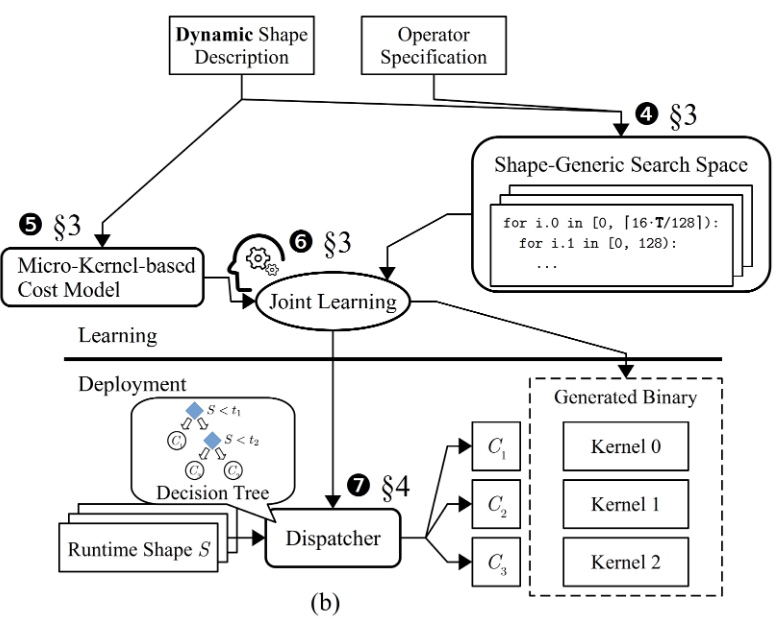 Dynamic Shape
Description
Operator
Specification
❹ §3
Shape-Generic Search Space
for i.0 in [0, ⌈16·T/128⌉):
for i.1 in [0, 128):
...
❺ §3
Micro-Kernel-based
Cost Model
❻ §3
Joint Learning
Learning
Deployment
S < t₁
S < t₂
Decision Tree
Generated Binary
C₁
Kernel 0
C₂
Kernel 1
C₃
Kernel 2
❼ §4
Runtime Shape S
Dispatcher
(b)